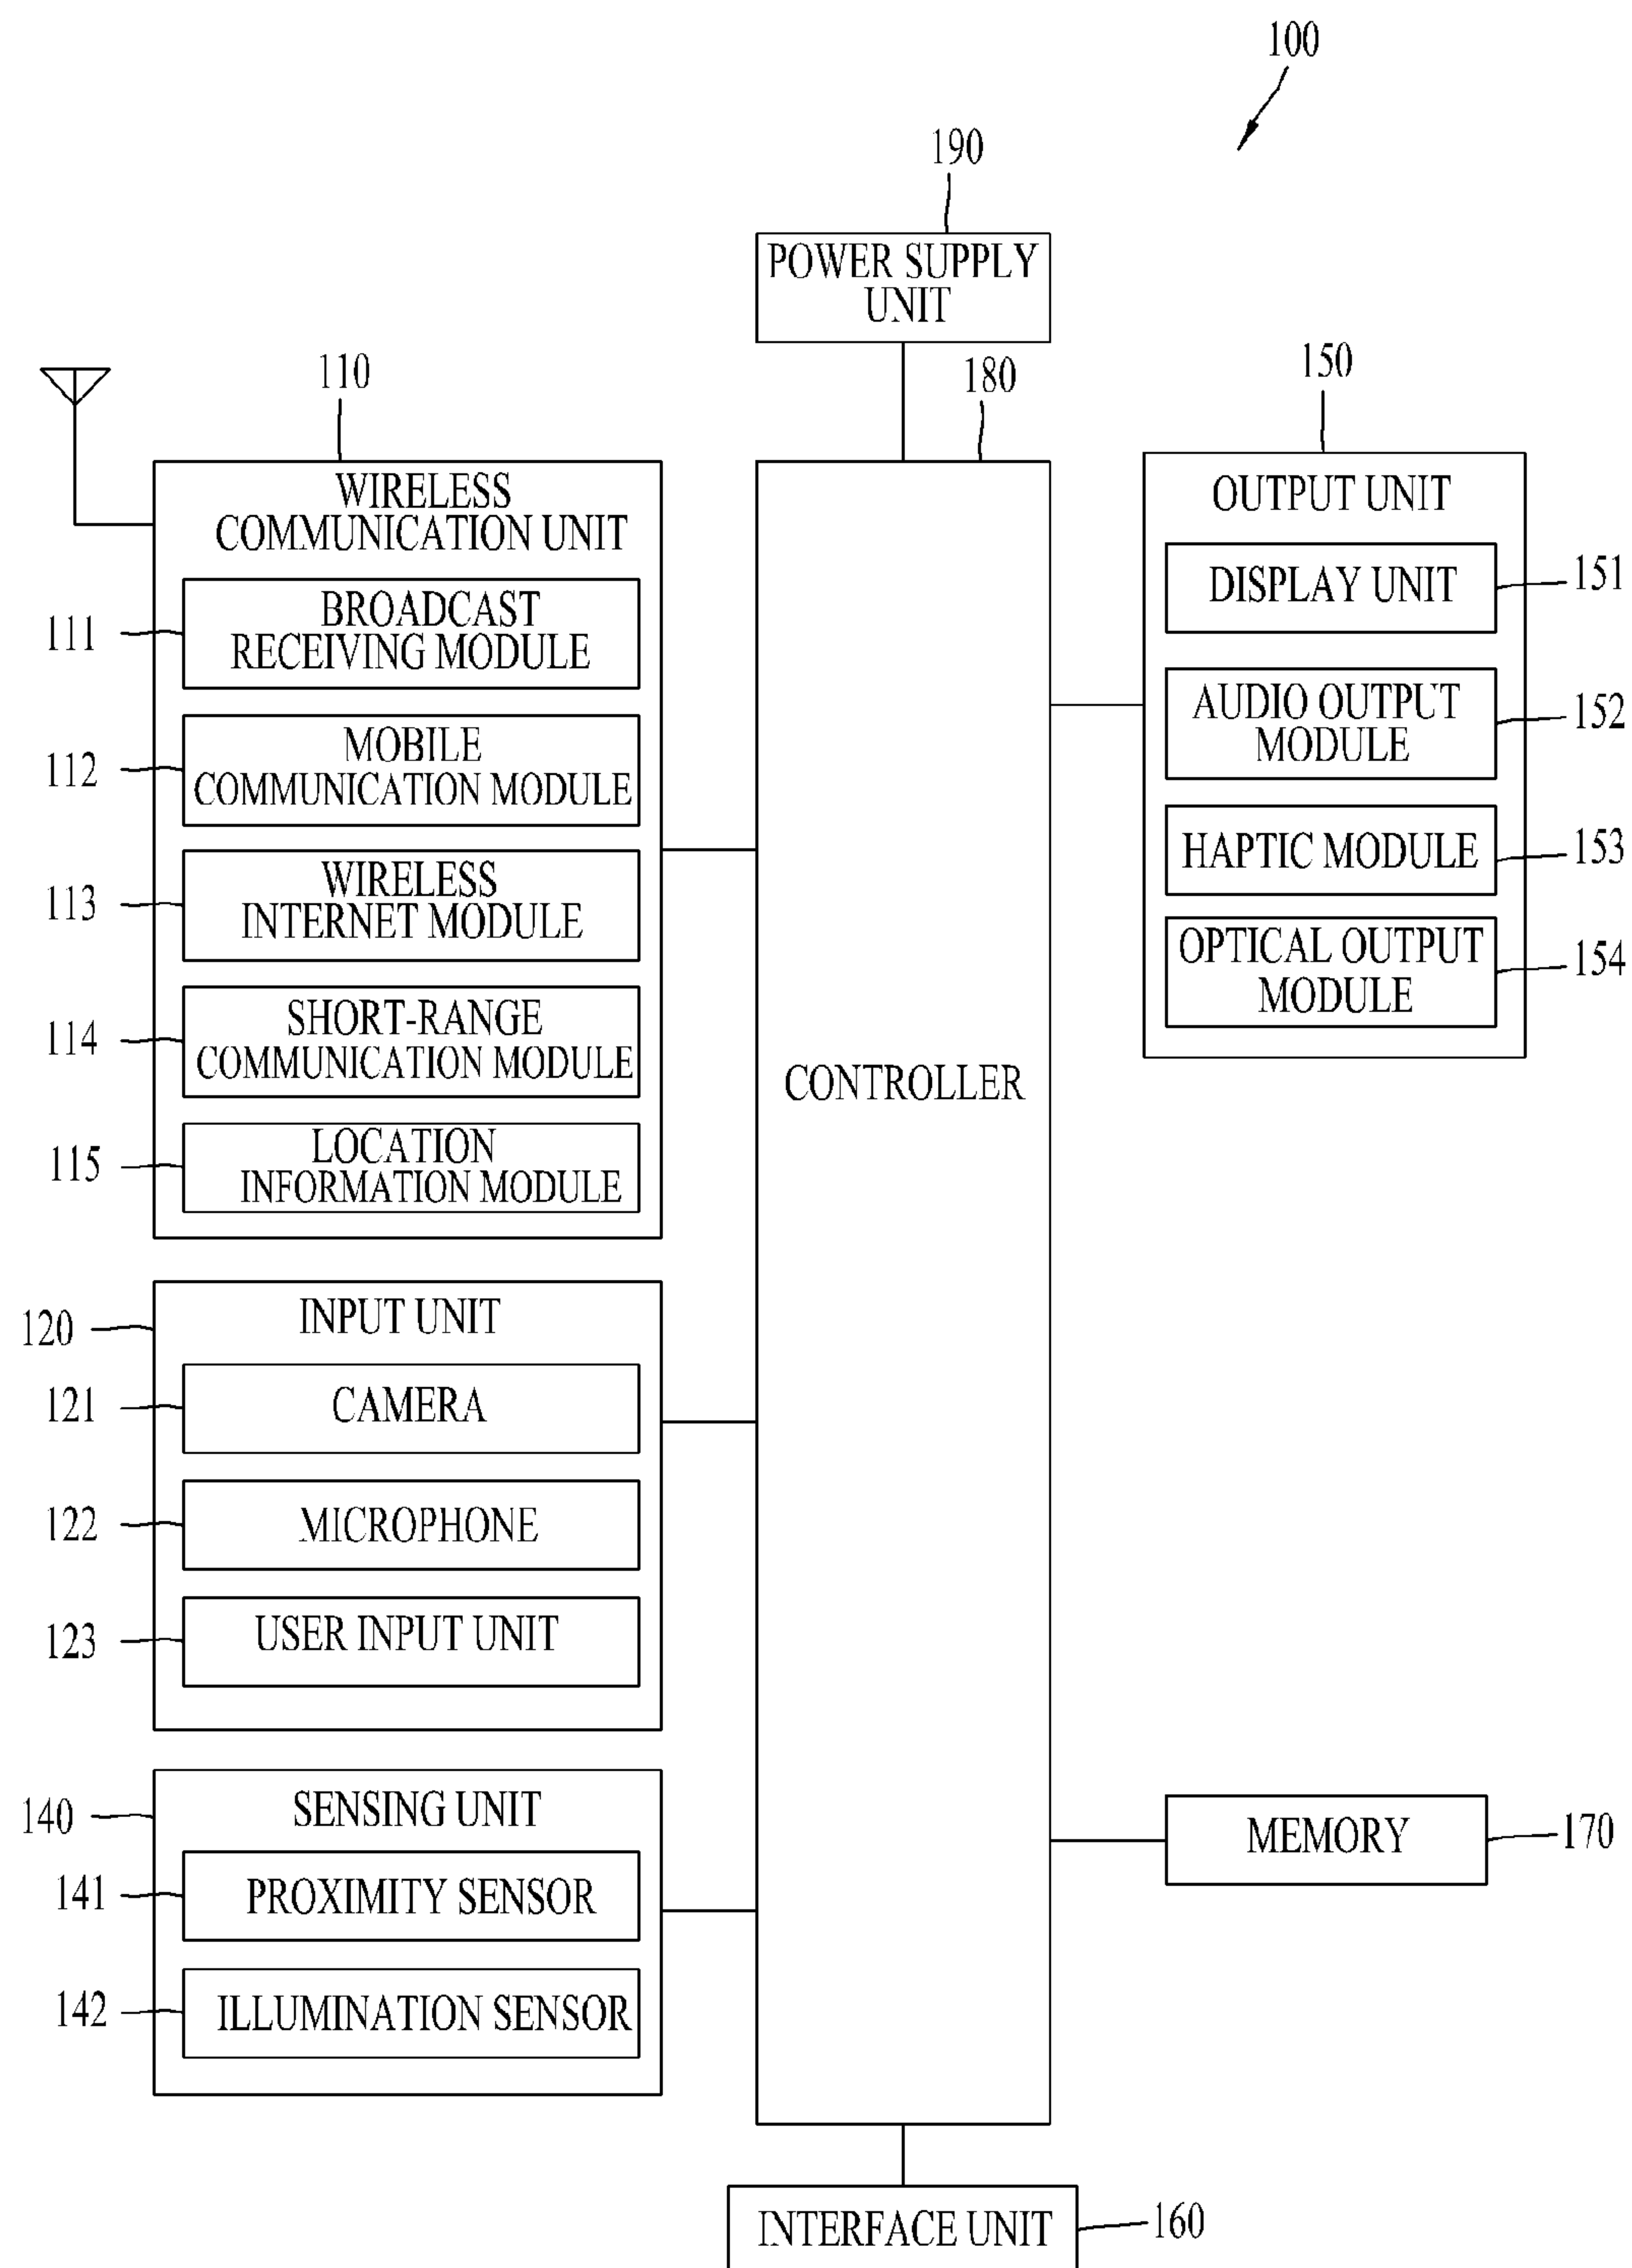 100
190
POWER SUPPLY
UNIT
110
180
150
WIRELESS
COMMUNICATION UNIT
111
BROADCAST
RECEIVING MODULE
112
MOBILE
COMMUNICATION MODULE
113
WIRELESS
INTERNET MODULE
114
SHORT-RANGE
COMMUNICATION MODULE
115
LOCATION
INFORMATION MODULE
120
INPUT UNIT
121
CAMERA
122
MICROPHONE
123
USER INPUT UNIT
140
SENSING UNIT
141
PROXIMITY SENSOR
142
ILLUMINATION SENSOR
CONTROLLER
OUTPUT UNIT
DISPLAY UNIT
151
AUDIO OUTPUT
MODULE
152
HAPTIC MODULE
153
OPTICAL OUTPUT
MODULE
154
MEMORY
170
INTERFACE UNIT
160